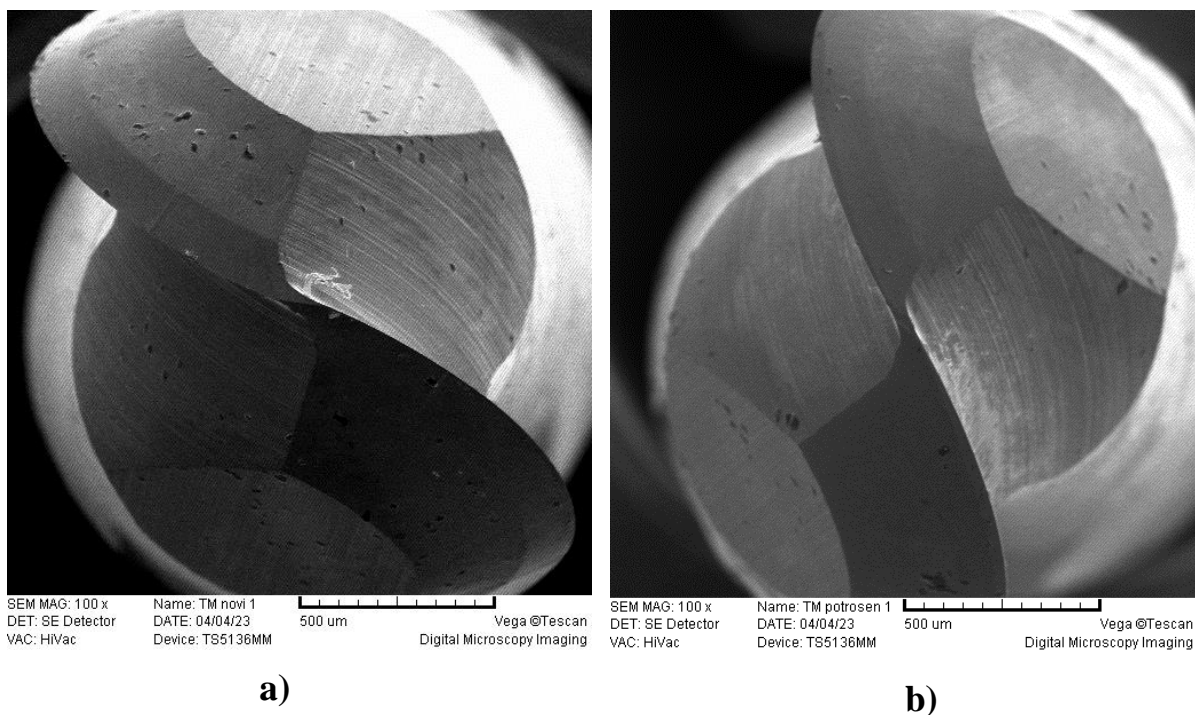 SEM MAG: 100 x Name: TM novi 1
DET: SE Detector DATE: 04/04/23 500 um Vega ©Tescan
VAC: HiVac Device: TS5136MM Digital Microscopy Imaging
SEM MAG: 100 x Name: TM potrosen 1
DET: SE Detector DATE: 04/04/23 500 um Vega ©Tescan
VAC: HiVac Device: TS5136MM Digital Microscopy Imaging
a)
b)